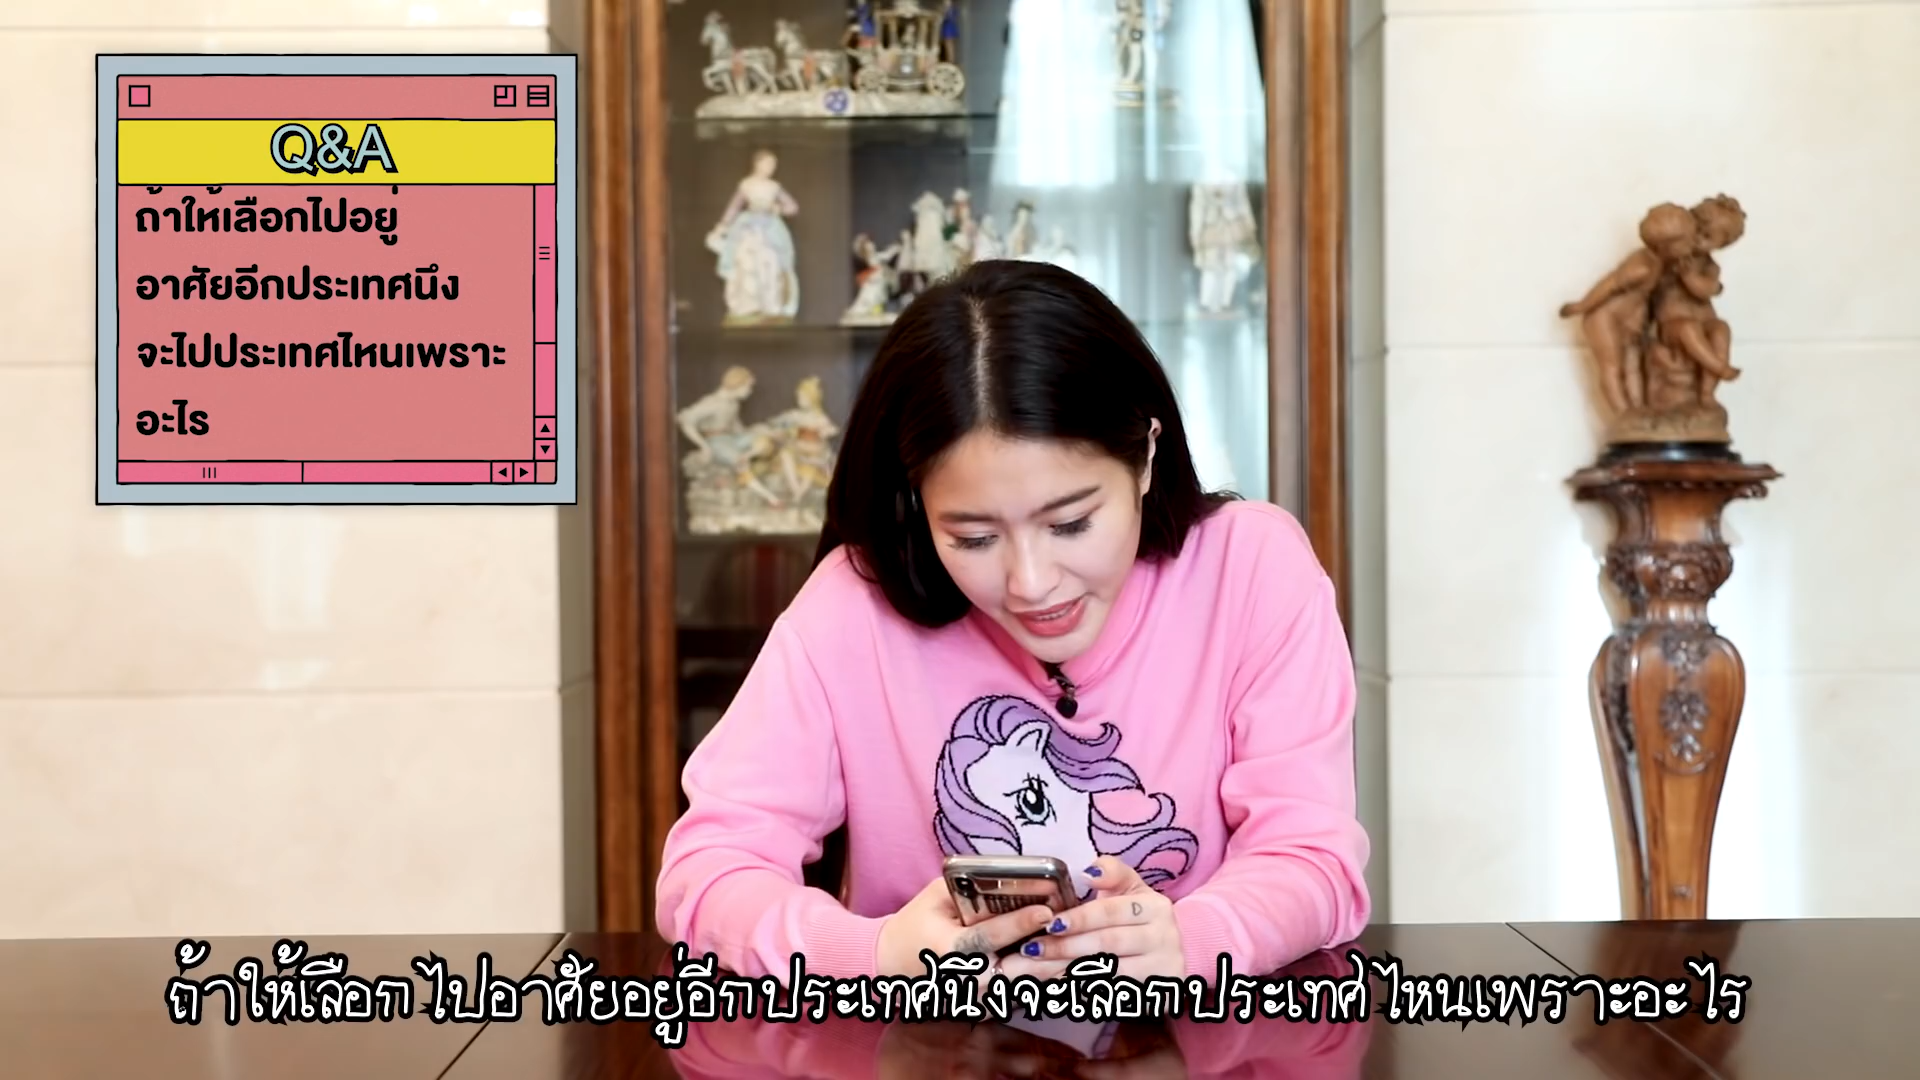 Q&A
ถ้าให้เลือกไปอยู่
อาศัยอีกประเทศนึง
จะไปประเทศไหนเพราะ
อะไร
ถ้าให้เลือกไปอาศัยอยู่อีกประเทศนึงจะเลือกประเทศไหนเพราะอะไร